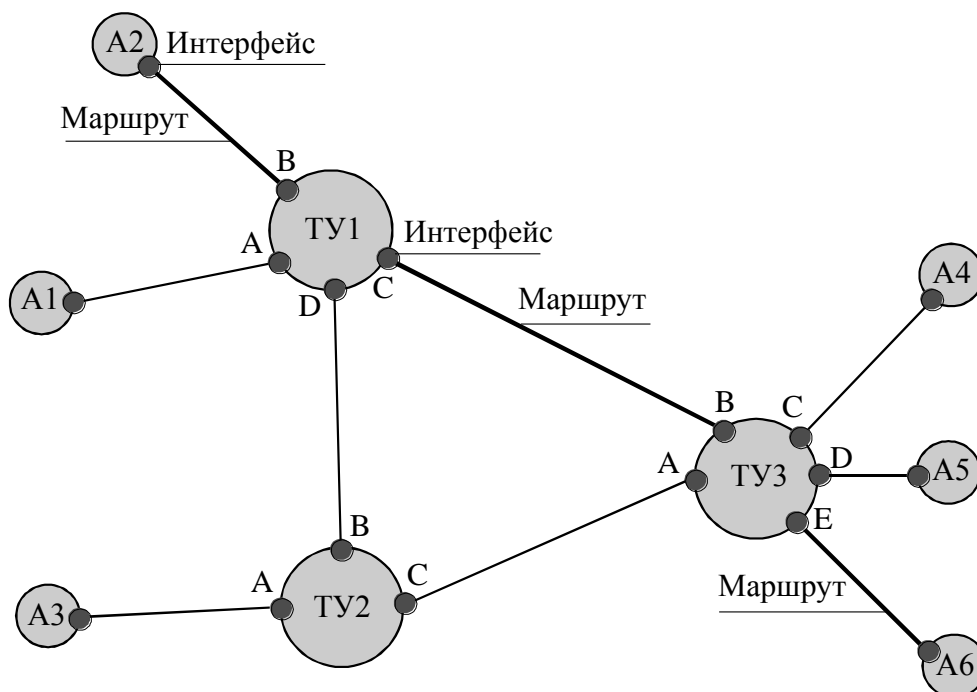 А2
Интерфейс
Маршрут
B
ТУ1
A
Интерфейс
D
C
А1
Маршрут
А4
B
C
A
ТУ3
D
А5
E
B
A
C
ТУ2
А3
Маршрут
А6